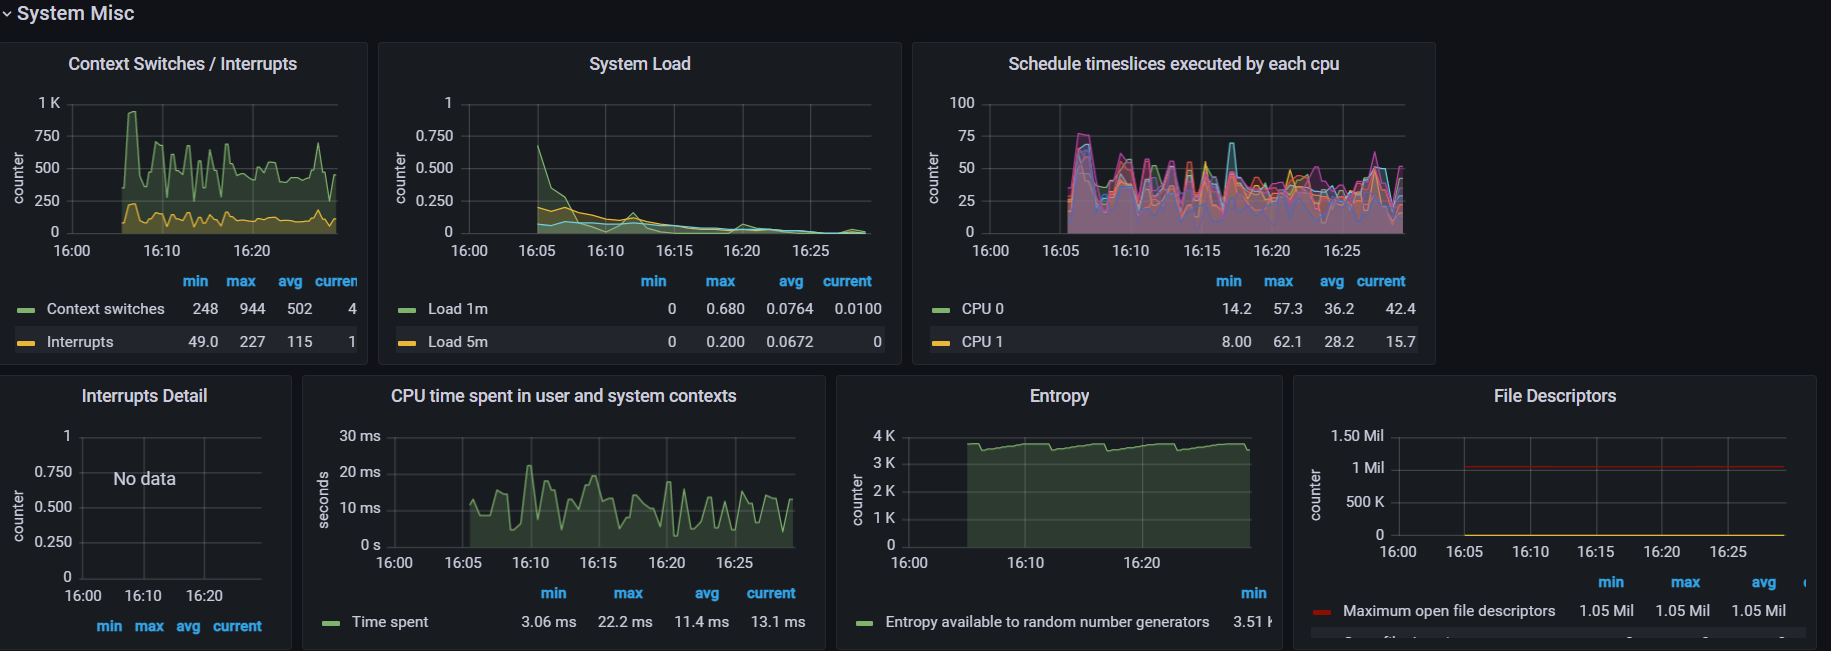 System Misc
Context Switches / Interrupts
1 K
750
500
250
0
counter
16:00 16:10 16:20
min max avg curren
Context switches 248 944 502 4
Interrupts 49.0 227 115 1
System Load
1
0.750
0.500
0.250
0
counter
16:00 16:05 16:10 16:15 16:20 16:25
min max avg current
Load 1m 0 0.680 0.0764 0.0100
Load 5m 0 0.200 0.0672 0
Schedule timeslices executed by each cpu
100
75
50
25
0
counter
16:00 16:05 16:10 16:15 16:20 16:25
min max avg current
CPU 0 14.2 57.3 36.2 42.4
CPU 1 8.00 62.1 28.2 15.7
Interrupts Detail
1
0.750
0.500
0.250
0
counter
No data
16:00 16:10 16:20
min max avg current
CPU time spent in user and system contexts
30 ms
20 ms
10 ms
0 s
seconds
16:00 16:05 16:10 16:15 16:20 16:25
min max avg current
Time spent 3.06 ms 22.2 ms 11.4 ms 13.1 ms
Entropy
4 K
3 K
2 K
1 K
0
counter
16:00 16:10 16:20
min
Entropy available to random number generators 3.51 K
File Descriptors
1.50 Mil
1 Mil
500 K
0
counter
16:00 16:05 16:10 16:15 16:20 16:25
min max avg
Maximum open file descriptors 1.05 Mil 1.05 Mil 1.05 Mil